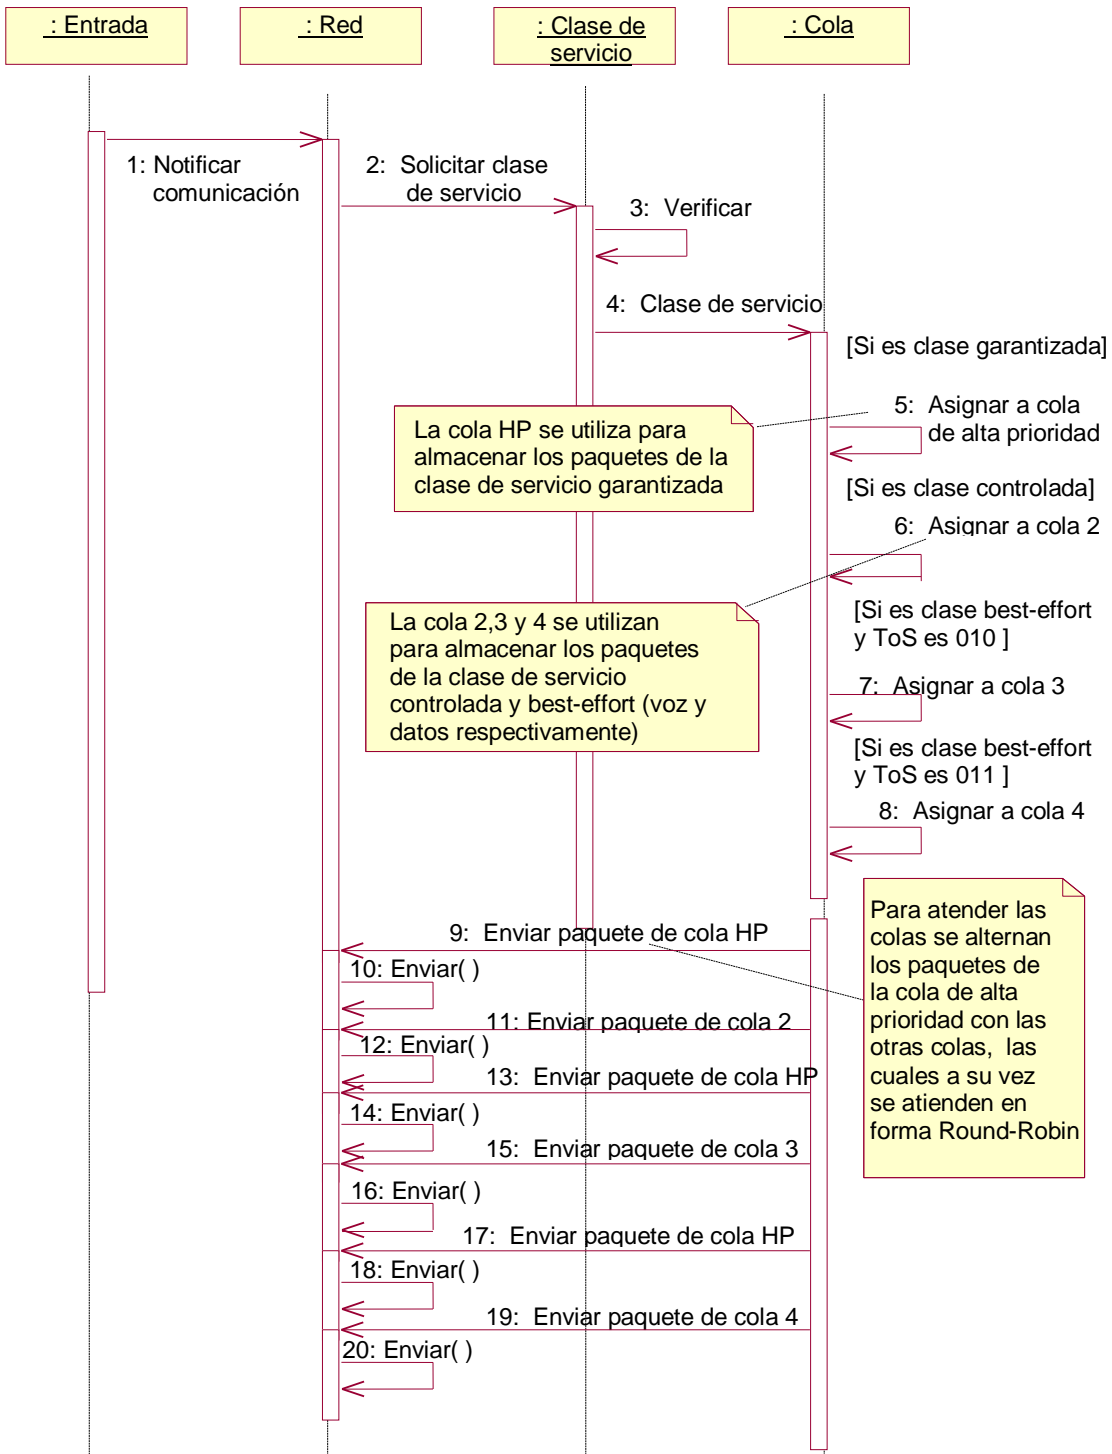 : Entrada
: Red
: Clase de
servicio
: Cola
1: Notificar
comunicación
2: Solicitar clase
de servicio
3: Verificar
4: Clase de servicio
[Si es clase garantizada]
5: Asignar a cola
de alta prioridad
La cola HP se utiliza para
almacenar los paquetes de la
clase de servicio garantizada
[Si es clase controlada]
6: Asignar a cola 2
La cola 2,3 y 4 se utilizan
para almacenar los paquetes
de la clase de servicio
controlada y best-effort (voz y
datos respectivamente)
[Si es clase best-effort
y ToS es 010 ]
7: Asignar a cola 3
[Si es clase best-effort
y ToS es 011 ]
8: Asignar a cola 4
Para atender las
colas se alternan
los paquetes de
la cola de alta
prioridad con las
otras colas, las
cuales a su vez
se atienden en
forma Round-Robin
9: Enviar paquete de cola HP
10: Enviar( )
11: Enviar paquete de cola 2
12: Enviar( )
13: Enviar paquete de cola HP
14: Enviar( )
15: Enviar paquete de cola 3
16: Enviar( )
17: Enviar paquete de cola HP
18: Enviar( )
19: Enviar paquete de cola 4
20: Enviar( )